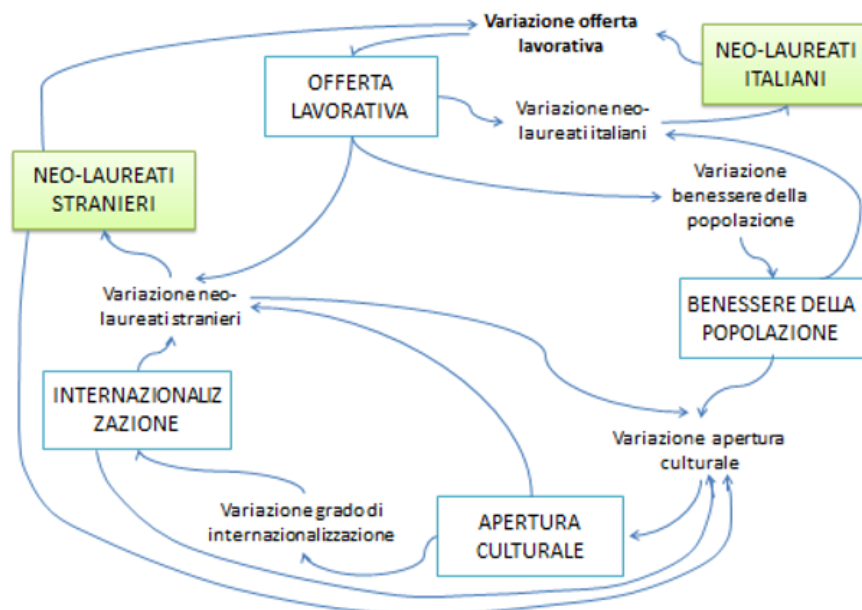 Variazione offerta
lavorativa
NEO-LAUREATI
ITALIANI
OFFERTA
LAVORATIVA
Variazione neo-
laureati italiani
NEO-LAUREATI
STRANIERI
Variazione
benessere della
popolazione
Variazione neo-
laureati stranieri
BENESSERE DELLA
POPOLAZIONE
INTERNAZIONALIZ
ZAZIONE
Variazione apertura
culturale
Variazione grado di
internazionalizzazione
APERTURA
CULTURALE